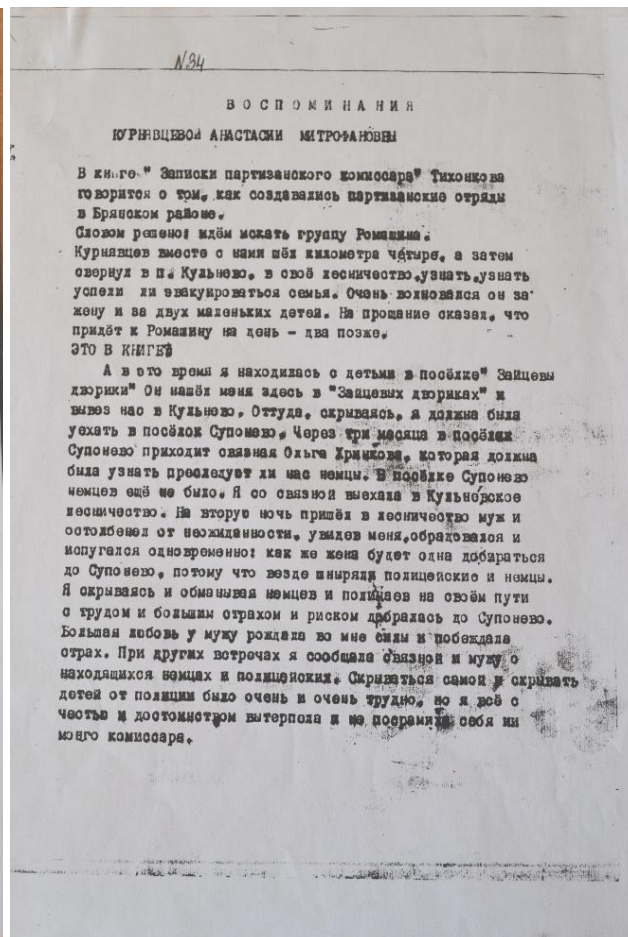 N34
ВОСПОМИНАНИЯ
КУРНЯВЦЕВОЙ АНАСТАСИИ МИТРОФАНОВНЫ
В книге " Записки партизанского комиссара" Тихонкова
говорится о том, как создавались партизанские отряды
в Брянском районе.
Словом решено: идём искать группу Ромашина.
Курнявцев вместе с нами шёл километра четыре, а затем
свернул в п. Кульнево, в своё лесничество,узнать,узнать
успели ли эвакуироваться семья. Очень волновался он за
жену и за двух маленьких детей. На прощание сказал, что
придёт к Ромашину на день - два позже.
ЭТО В КНИГЕ
А в это время я находилась с детьми в посёлке" Зайцевы
дворики" Он нашёл меня здесь в "Зайцевых двориках" и
вывез нас в Кульнево. Оттуда, скрываясь, я должна была
уехать в посёлок Супонево. Через три месяца в посёлок
Супонево приходит связная Ольга которая должна
была узнать преследует ли нас немцы. В посёлке Супонево
немцев ещё не было. Я со связной выехала в Кульневское
лесничество. На вторую ночь пришёл в лесничество муж и
остолбенел от неожиданности, увидев меня,обрадовался и
испугался одновременно: как же жена будет одна добираться
до Супонево, потому что везде шныряли полицейские и немцы.
Я скрываясь и обманывая немцев и полицаев на своём пути
с трудом и большим страхом и риском добралась до Супонево.
Большая любовь у мужу рождала во мне силы и побеждала
страх. При других встречах я сообщала связной и мужу о
находящихся немцах и полицейских. Скрываться самой и скрывать
детей от полиции было очень и очень трудно, но я всё с
честью и достоинством вытерпела и не посрамила себя ни
моего комиссара.